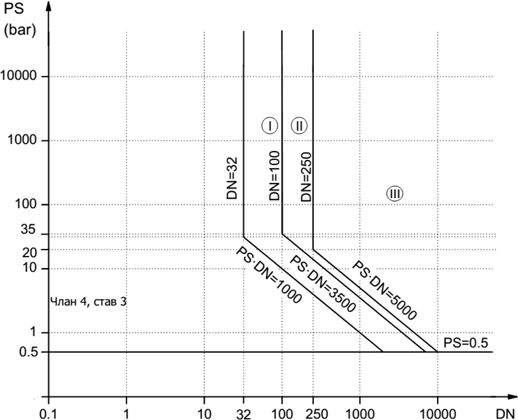 PS
(bar)
10000
1000
100
35
20
10
1
0.5
DN=32
DN=100
DN=250
I
II
III
PS·DN=1000
PS·DN=3500
PS·DN=5000
PS=0.5
Члан 4, став 3
0.1
1
10
32
100
250
1000
10000
DN